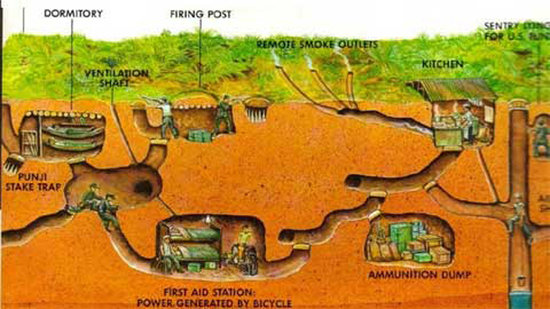 DORMITORY
FIRING POST
SENTRY
FOR U.S.
REMOTE SMOKE OUTLETS
KITCHEN
VENTILATION
SHAFT
PUNJI
STAKE TRAP
AMMUNITION DUMP
FIRST AID STATION:
POWER GENERATED BY BICYCLE